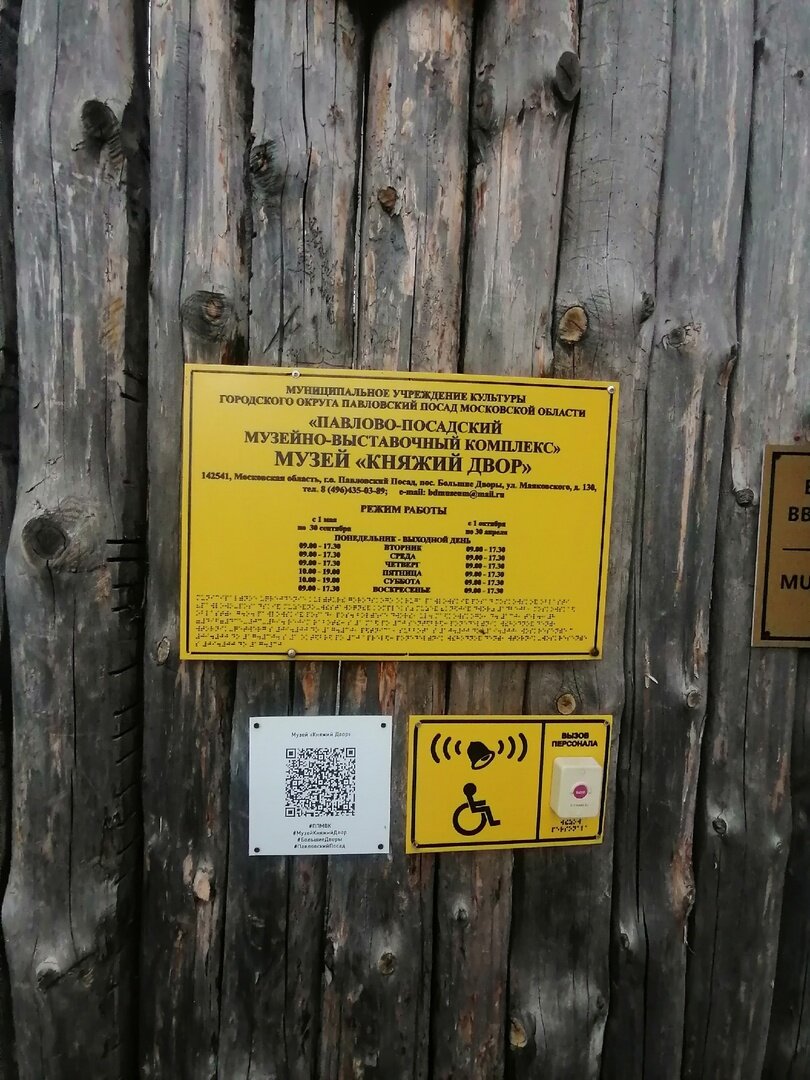 МУНИЦИПАЛЬНОЕ УЧРЕЖДЕНИЕ КУЛЬТУРЫ
ГОРОДСКОГО ОКРУГА ПАВЛОВСКИЙ ПОСАД МОСКОВСКОЙ ОБЛАСТИ
«ПАВЛОВО-ПОСАДСКИЙ
МУЗЕЙНО-ВЫСТАВОЧНЫЙ КОМПЛЕКС»
МУЗЕЙ «КНЯЖИЙ ДВОР»
142541, Московская область, г.о. Павловский Посад, пос. Большие Дворы, ул. Маяковского, д. 130,
тел. 8 (496)435-03-89; e-mail: bdmuzeum@mail.ru
РЕЖИМ РАБОТЫ
с 1 мая с 1 октября
по 30 сентября по 30 апреля
ПОНЕДЕЛЬНИК - ВЫХОДНОЙ ДЕНЬ
09.00 - 17.30 ВТОРНИК 09.00 - 17.30
09.00 - 17.30 СРЕДА 09.00 - 17.30
09.00 - 17.30 ЧЕТВЕРГ 09.00 - 17.30
09.00 - 17.30 ПЯТНИЦА 09.00 - 17.30
10.00 - 19.00 СУББОТА 09.00 - 17.30
10.00 - 19.00 ВОСКРЕСЕНЬЕ 09.00 - 17.30
Музей «Княжий Двор»
#ППМВК
#МузейКняжийДвор
#БольшиеДворы
#ПавловскийПосад
ВЫЗОВ
ПЕРСОНАЛА
ВВ
МУ